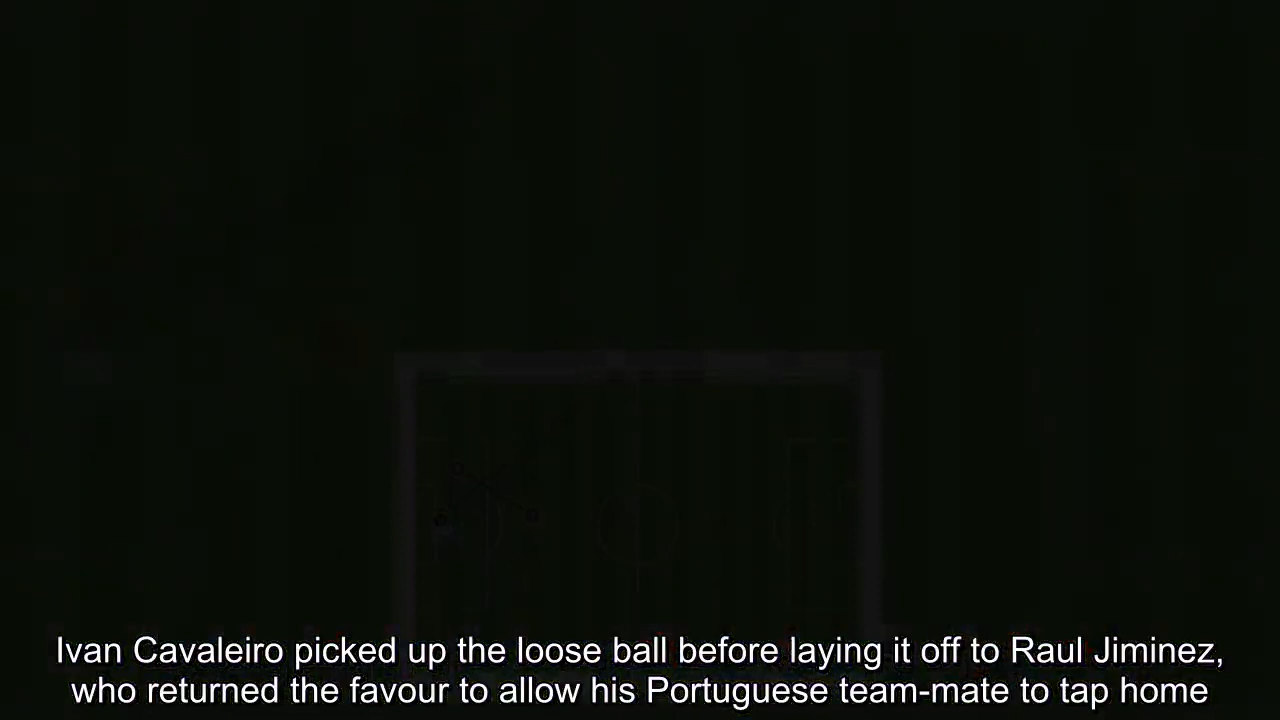 Ivan Cavaleiro picked up the loose ball before laying it off to Raul Jiminez,
who returned the favour to allow his Portuguese team-mate to tap home